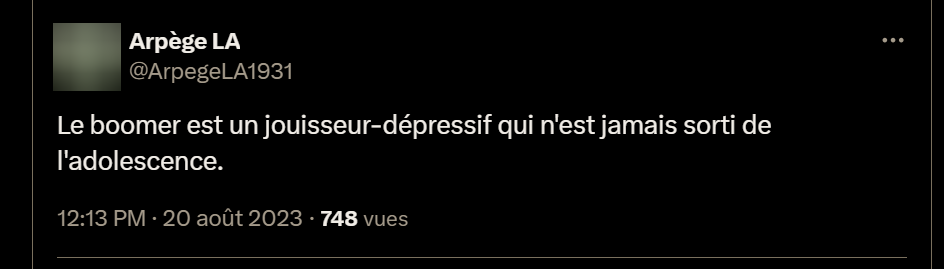 Arpège LA
@ArpegeLA1931
Le boomer est un jouisseur-dépressif qui n'est jamais sorti de
l'adolescence.
12:13 PM · 20 août 2023 · 748 vues